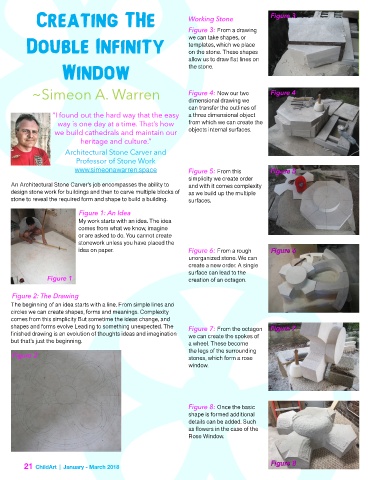 Creating The
Double Infinity
Window
~Simeon A. Warren
"I found out the hard way that the easy
way is one day at a time. That's how
we build cathedrals and maintain our
heritage and culture."
Architectural Stone Carver and
Professor of Stone Work
www.simeonawarren.space
An Architectural Stone Carver's job encompasses the ability to
design stone work for buildings and then to carve multiple blocks of
stone to reveal the required form and shape to build a building.
Figure 1: An Idea
My work starts with an idea. The idea
comes from what we know, imagine
or are asked to do. You cannot create
stonework unless you have placed the
idea on paper.
Figure 1
Figure 2: The Drawing
The beginning of an idea starts with a line. From simple lines and
circles we can create shapes, forms and meanings. Complexity
comes from this simplicity But sometime the ideas change, and
shapes and forms evolve Leading to something unexpected. The
finished drawing is an evolution of thoughts ideas and imagination
but that's just the beginning.
Figure 2
Working Stone
Figure 3: From a drawing
we can take shapes, or
templates, which we place
on the stone. These shapes
allow us to draw flat lines on
the stone.
Figure 3
Figure 4: Now our two
dimensional drawing we
can transfer the outlines of
a three dimensional object
from which we can create the
objects internal surfaces.
Figure 4
Figure 5: From this
simplicity we create order
and with it comes complexity
as we build up the multiple
surfaces.
Figure 5
Figure 6: From a rough
unorganized stone. We can
create a new order. A single
surface can lead to the
creation of an octagon.
Figure 6
Figure 7: From the octagon
we can create the spokes of
a wheel. These become
the legs of the surrounding
stones, which form a rose
window.
Figure 7
Figure 8: Once the basic
shape is formed additional
details can be added. Such
as flowers in the case of the
Rose Window.
Figure 8
21 ChildArt | January - March 2018